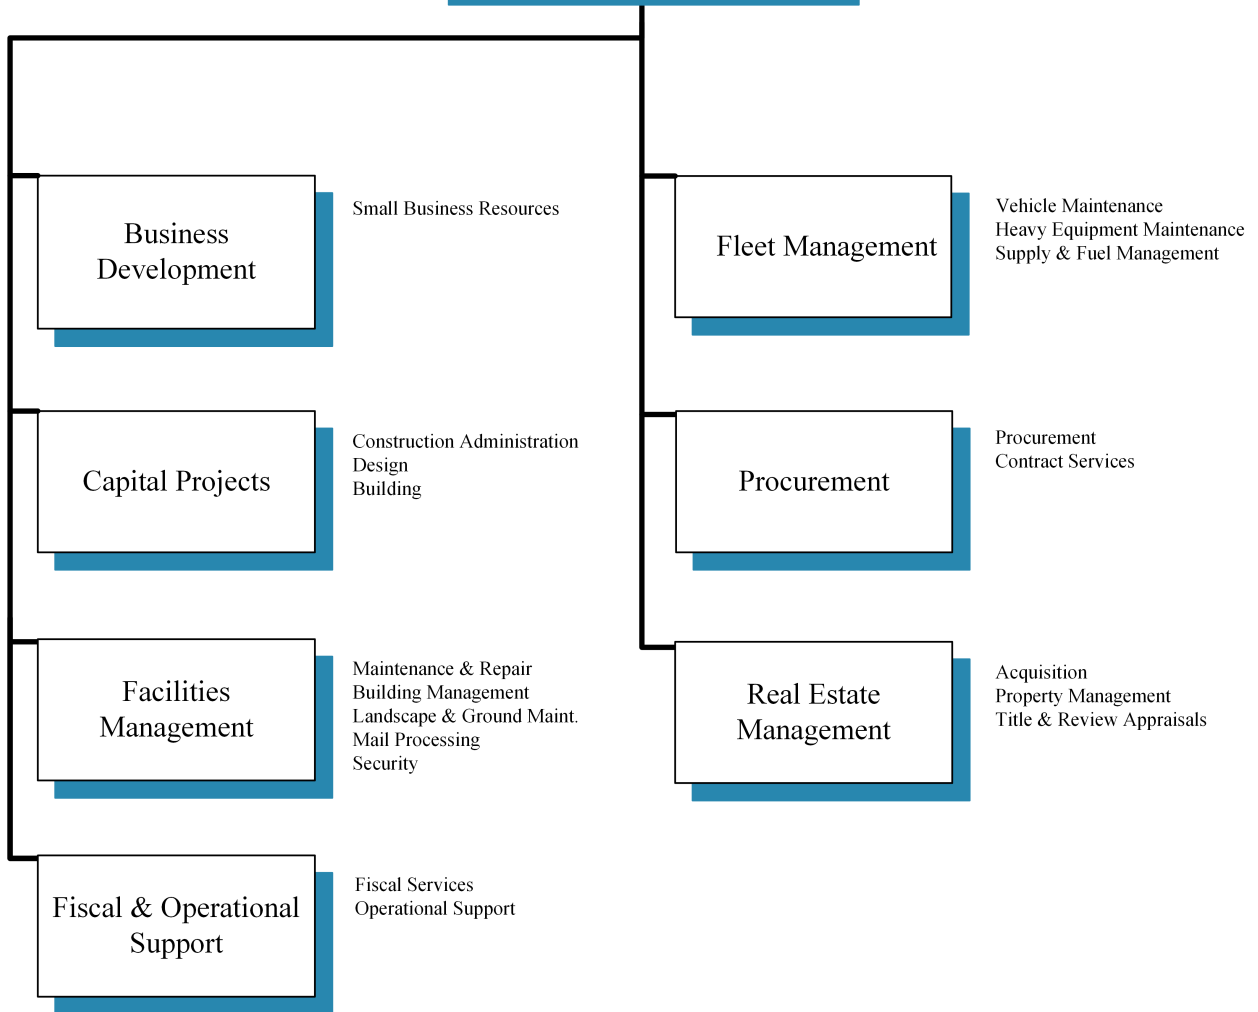 Business
Development
Small Business Resources
Capital Projects
Construction Administration
Design
Building
Facilities
Management
Maintenance & Repair
Building Management
Landscape & Ground Maint.
Mail Processing
Security
Fiscal & Operational
Support
Fiscal Services
Operational Support
Fleet Management
Vehicle Maintenance
Heavy Equipment Maintenance
Supply & Fuel Management
Procurement
Procurement
Contract Services
Real Estate
Management
Acquisition
Property Management
Title & Review Appraisals